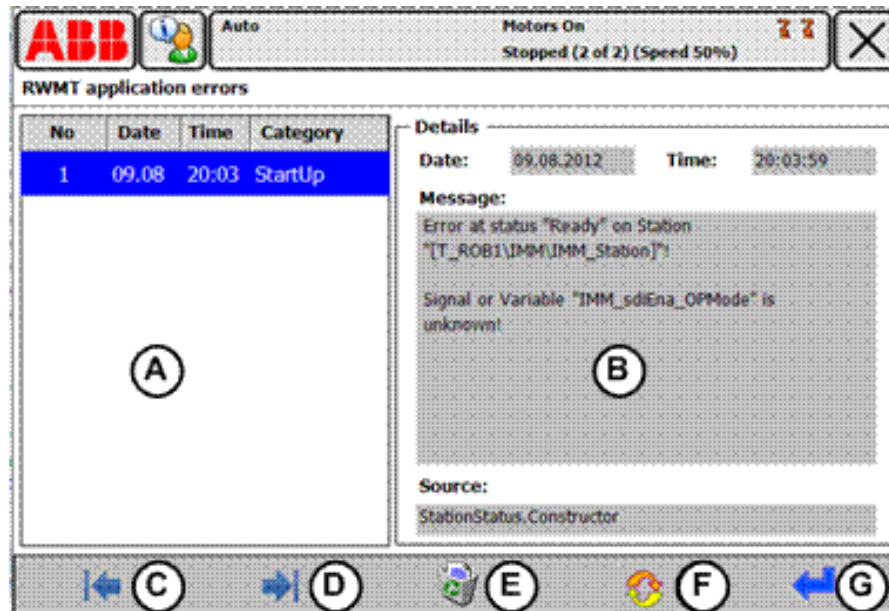 ABB
Auto
Motors On
Stopped (2 of 2) (Speed 50%)
RWMT application errors
No Date Time Category
1 09.08 20:03 StartUp
Details
Date: 09.08.2012 Time: 20:03:59
Message:
Error at status "Ready" on Station
"[T_ROB1\IMM\IMM_Station]"!
Signal or Variable "IMM_sdiEna_OPMode" is
unknown!
A
B
Source:
StationStatus.Constructor
C D E F G